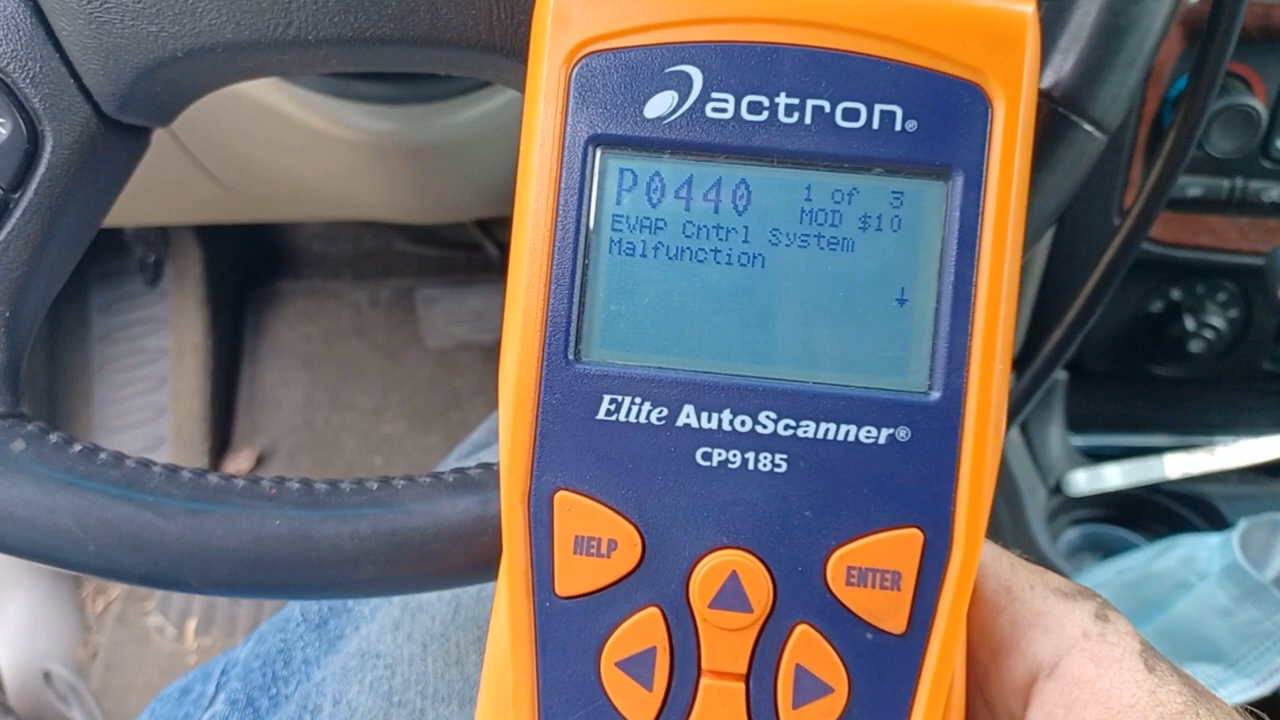 actron®
P0440 1 of 3
MOD $10
EVAP Cntrl System
Malfunction
Elite AutoScanner®
CP9185
HELP
ENTER